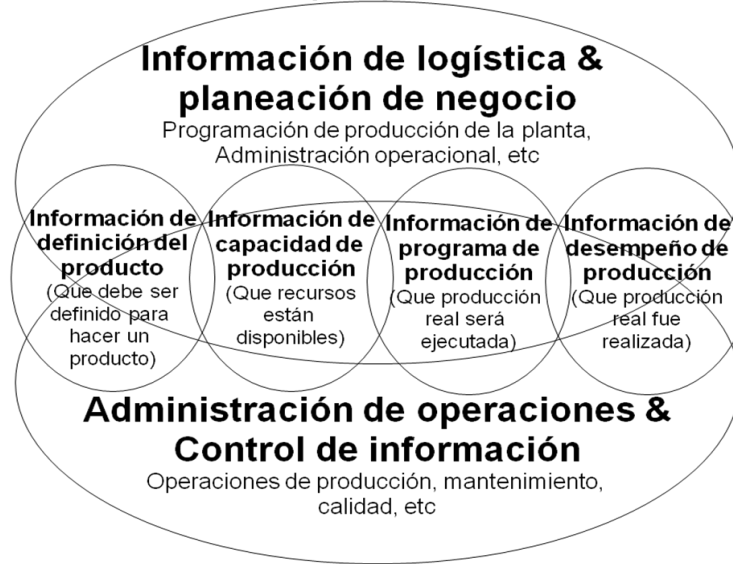 Información de logística &
planeación de negocio
Programación de producción de la planta,
Administración operacional, etc
Información de
definición del
producto
(Que debe ser
definido para
hacer un
producto)
Información de
capacidad de
producción
(Que recursos
están
disponibles)
Información de
programa de
producción
(Que producción
real será
ejecutada)
Información de
desempeño de
producción
(Que producción
real fue
realizada)
Administración de operaciones &
Control de información
Operaciones de producción, mantenimiento,
calidad, etc